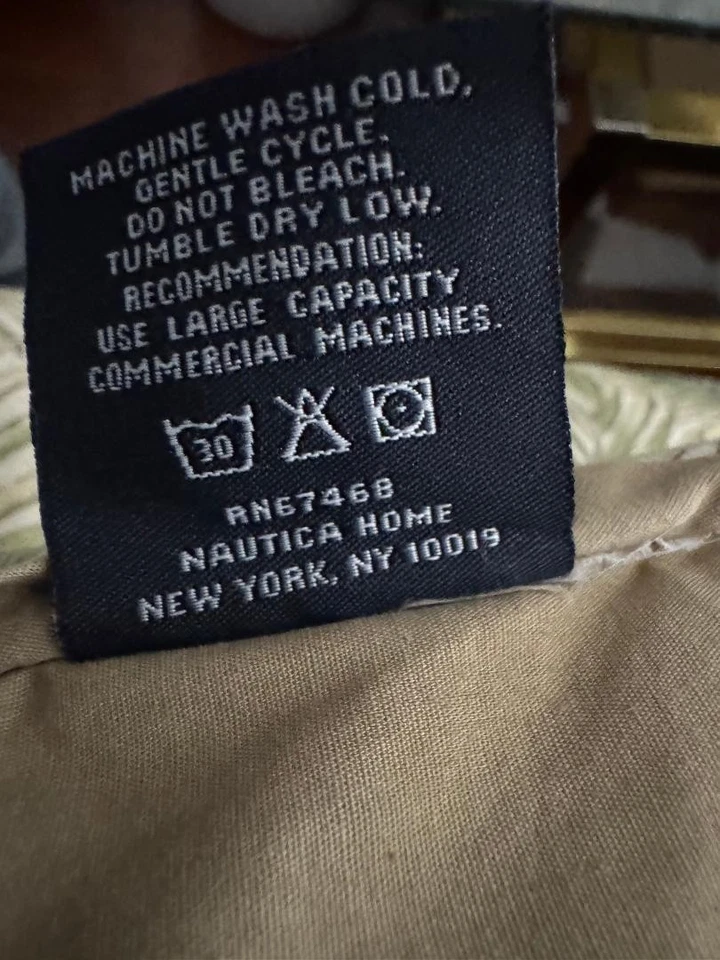 MACHINE WASH COLD,
GENTLE CYCLE.
DO NOT BLEACH.
TUMBLE DRY LOW.
RECOMMENDATION:
USE LARGE CAPACITY
COMMERCIAL MACHINES.
30
RN67468
NAUTICA HOME
NEW YORK, NY 10019